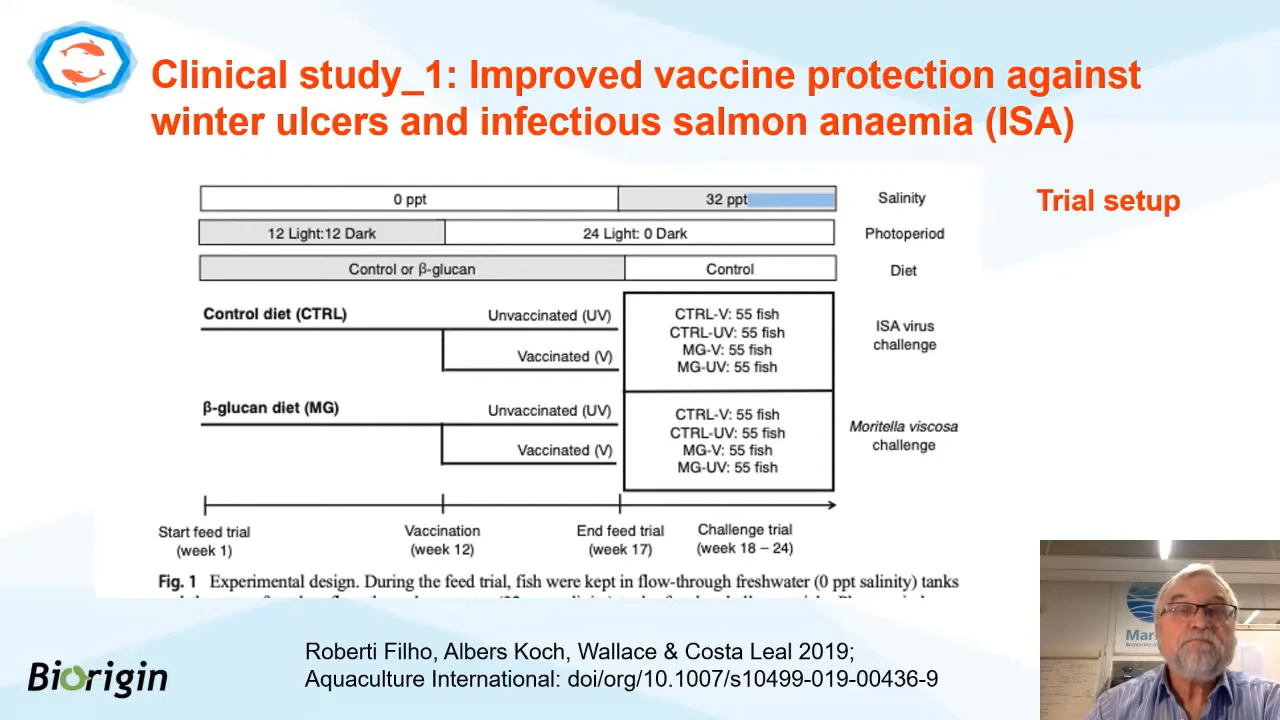 Clinical study_1: Improved vaccine protection against
winter ulcers and infectious salmon anaemia (ISA)
Trial setup
0 ppt 32 ppt Salinity
12 Light:12 Dark 24 Light: 0 Dark Photoperiod
Control or β-glucan Control Diet
Control diet (CTRL)
Unvaccinated (UV)
Vaccinated (V)
CTRL-V: 55 fish
CTRL-UV: 55 fish
MG-V: 55 fish
MG-UV: 55 fish
ISA virus
challenge
β-glucan diet (MG)
Unvaccinated (UV)
Vaccinated (V)
CTRL-V: 55 fish
CTRL-UV: 55 fish
MG-V: 55 fish
MG-UV: 55 fish
Moritella viscosa
challenge
Start feed trial
(week 1)
Vaccination
(week 12)
End feed trial
(week 17)
Challenge trial
(week 18 – 24)
Fig. 1 Experimental design. During the feed trial, fish were kept in flow-through freshwater (0 ppt salinity) tanks
Roberti Filho, Albers Koch, Wallace & Costa Leal 2019;
Aquaculture International: doi/org/10.1007/s10499-019-00436-9
Biorigin